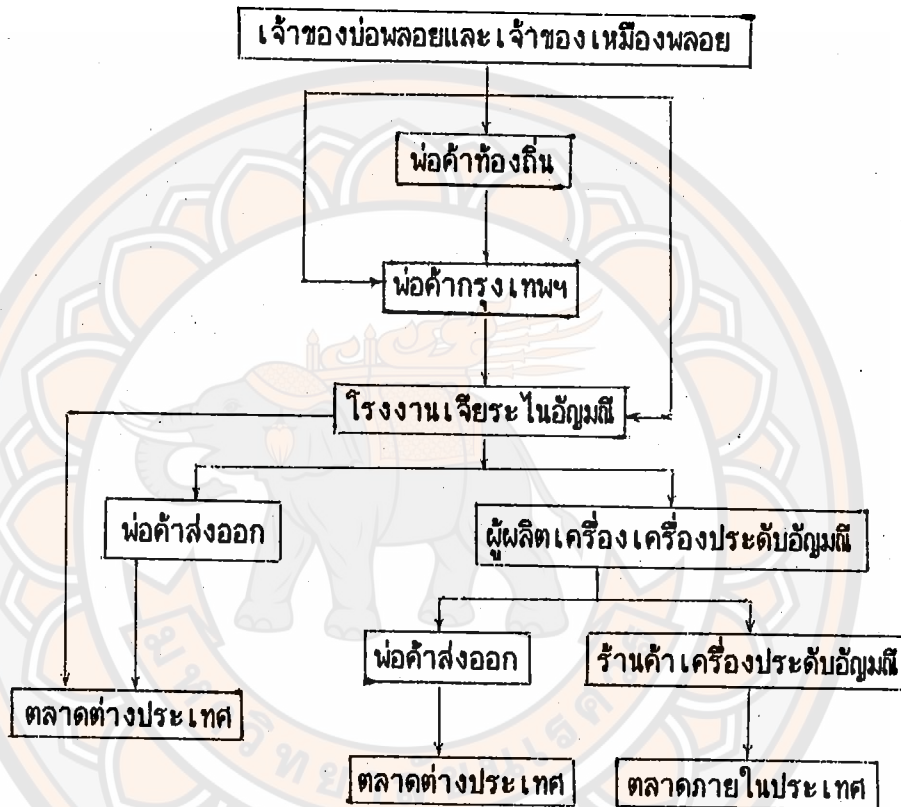 เจ้าของบ่อพลอยและเจ้าของเหมืองพลอย
พ่อค้าท้องถิ่น
พ่อค้ากรุงเทพฯ
โรงงานเจียระไนอัญมณี
พ่อค้าส่งออก
ผู้ผลิตเครื่องเครื่องประดับอัญมณี
พ่อค้าส่งออก
ร้านค้าเครื่องประดับอัญมณี
ตลาดต่างประเทศ
ตลาดต่างประเทศ
ตลาดภายในประเทศ